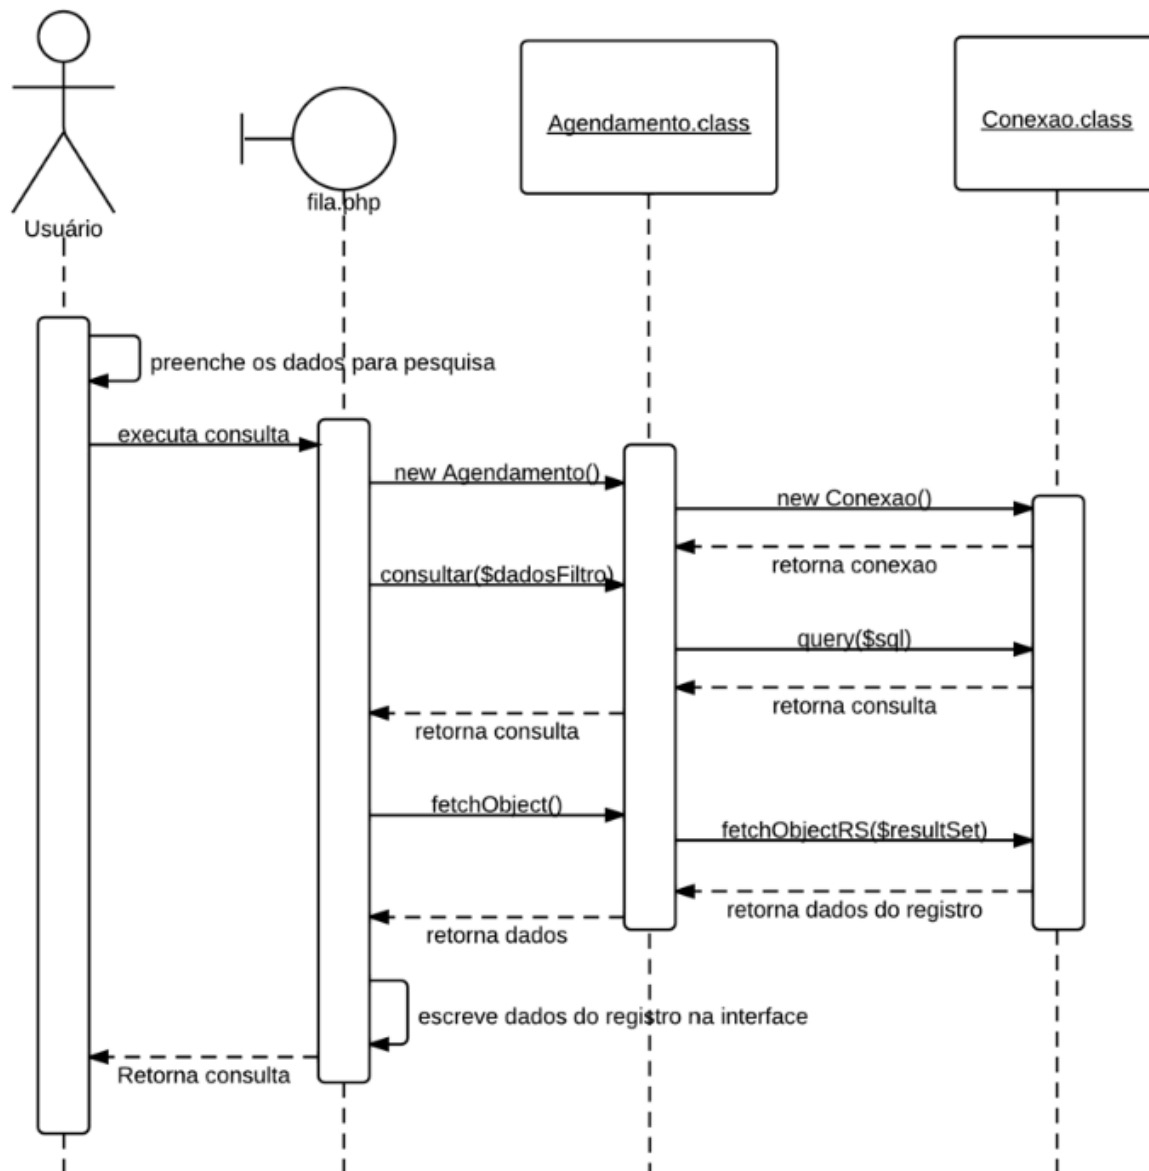 Agendamento.class
Conexao.class
fila.php
Usuário
preenche os dados para pesquisa
executa consulta
new Agendamento()
new Conexao()
retorna conexao
consultar($dadosFiltro)
query($sql)
retorna consulta
retorna consulta
fetchObject()
fetchObjectRS($resultSet)
retorna dados do registro
retorna dados
escreve dados do registro na interface
Retorna consulta